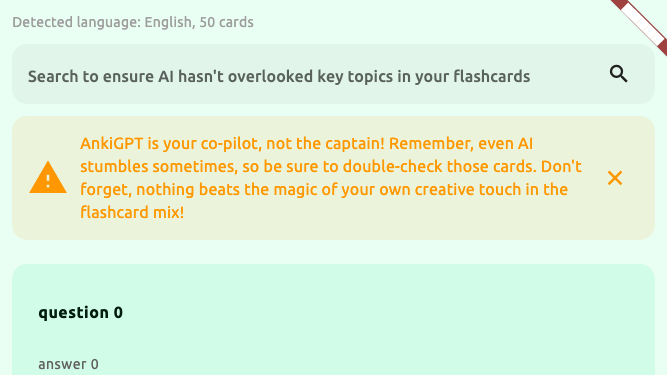 Detected language: English, 50 cards
Search to ensure AI hasn't overlooked key topics in your flashcards
AnkiGPT is your co-pilot, not the captain! Remember, even AI
stumbles sometimes, so be sure to double-check those cards. Don't
forget, nothing beats the magic of your own creative touch in the
flashcard mix!
question 0
answer 0